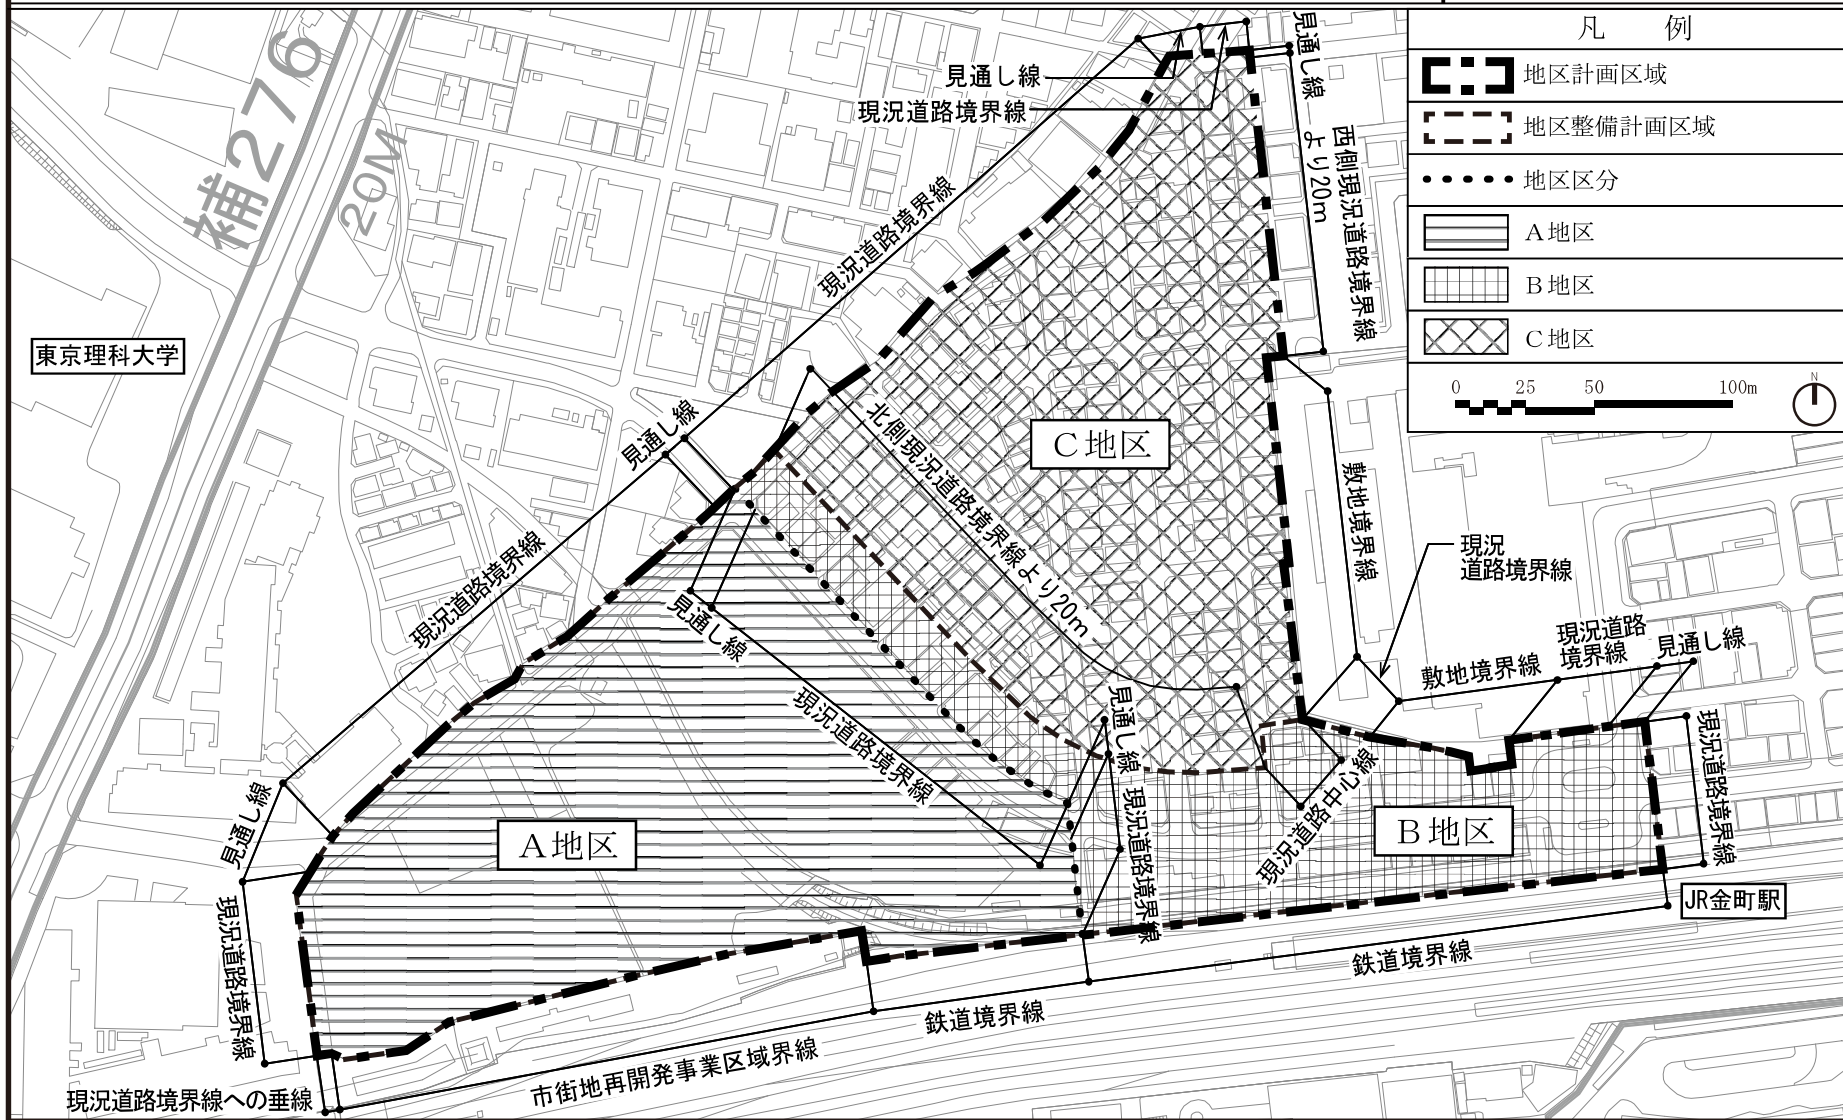 凡　例
地区計画区域
地区整備計画区域
地区区分
A地区
B地区
C地区
0 25 50 100m
N
補276
20M
東京理科大学
見通し線
現況道路境界線
見通し線
西側現況道路境界線
より20m
現況道路境界線
見通し線
北側現況道路境界線より20m
C地区
敷地境界線
現況
道路境界線
現況道路境界線
見通し線
現況道路境界線
見通し線
敷地境界線
現況道路
境界線
見通し線
現況道路境界線
見通し線
A地区
現況道路境界線
現況道路中心線
B地区
JR金町駅
現況道路境界線
鉄道境界線
鉄道境界線
市街地再開発事業区域界線
現況道路境界線への垂線